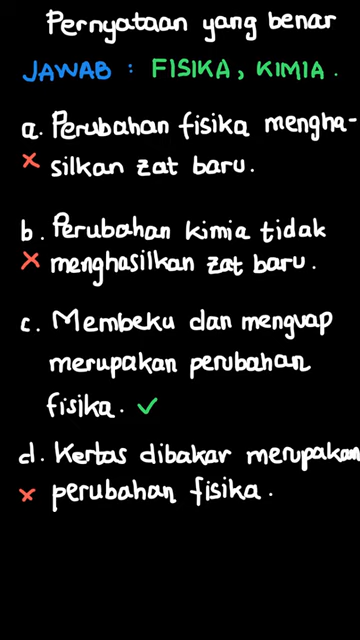 Pernyataan yang benar
JAWAB : FISIKA, KIMIA.
a. Perubahan fisika mengha-
× silkan zat baru.
b. Perubahan kimia tidak
× menghasilkan zat baru.
c. Membeku dan menguap
merupakan perubahan
fisika. ✓
d. Kertas dibakar merupakan
× perubahan fisika.